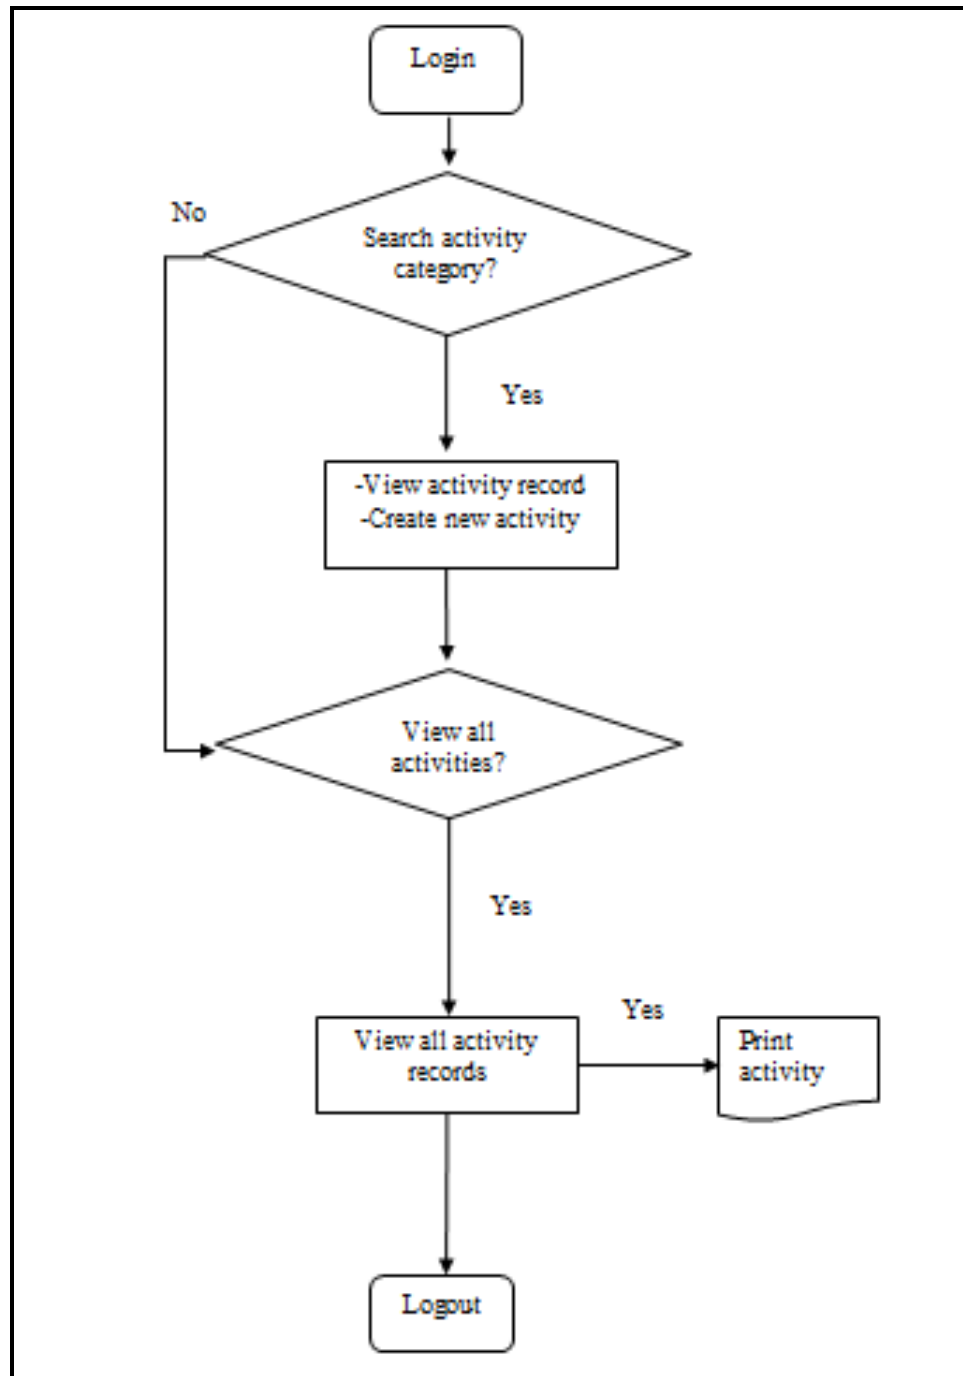 Login
No
Search activity
category?
Yes
-View activity record
-Create new activity
View all
activities?
Yes
View all activity
records
Yes
Print
activity
Logout